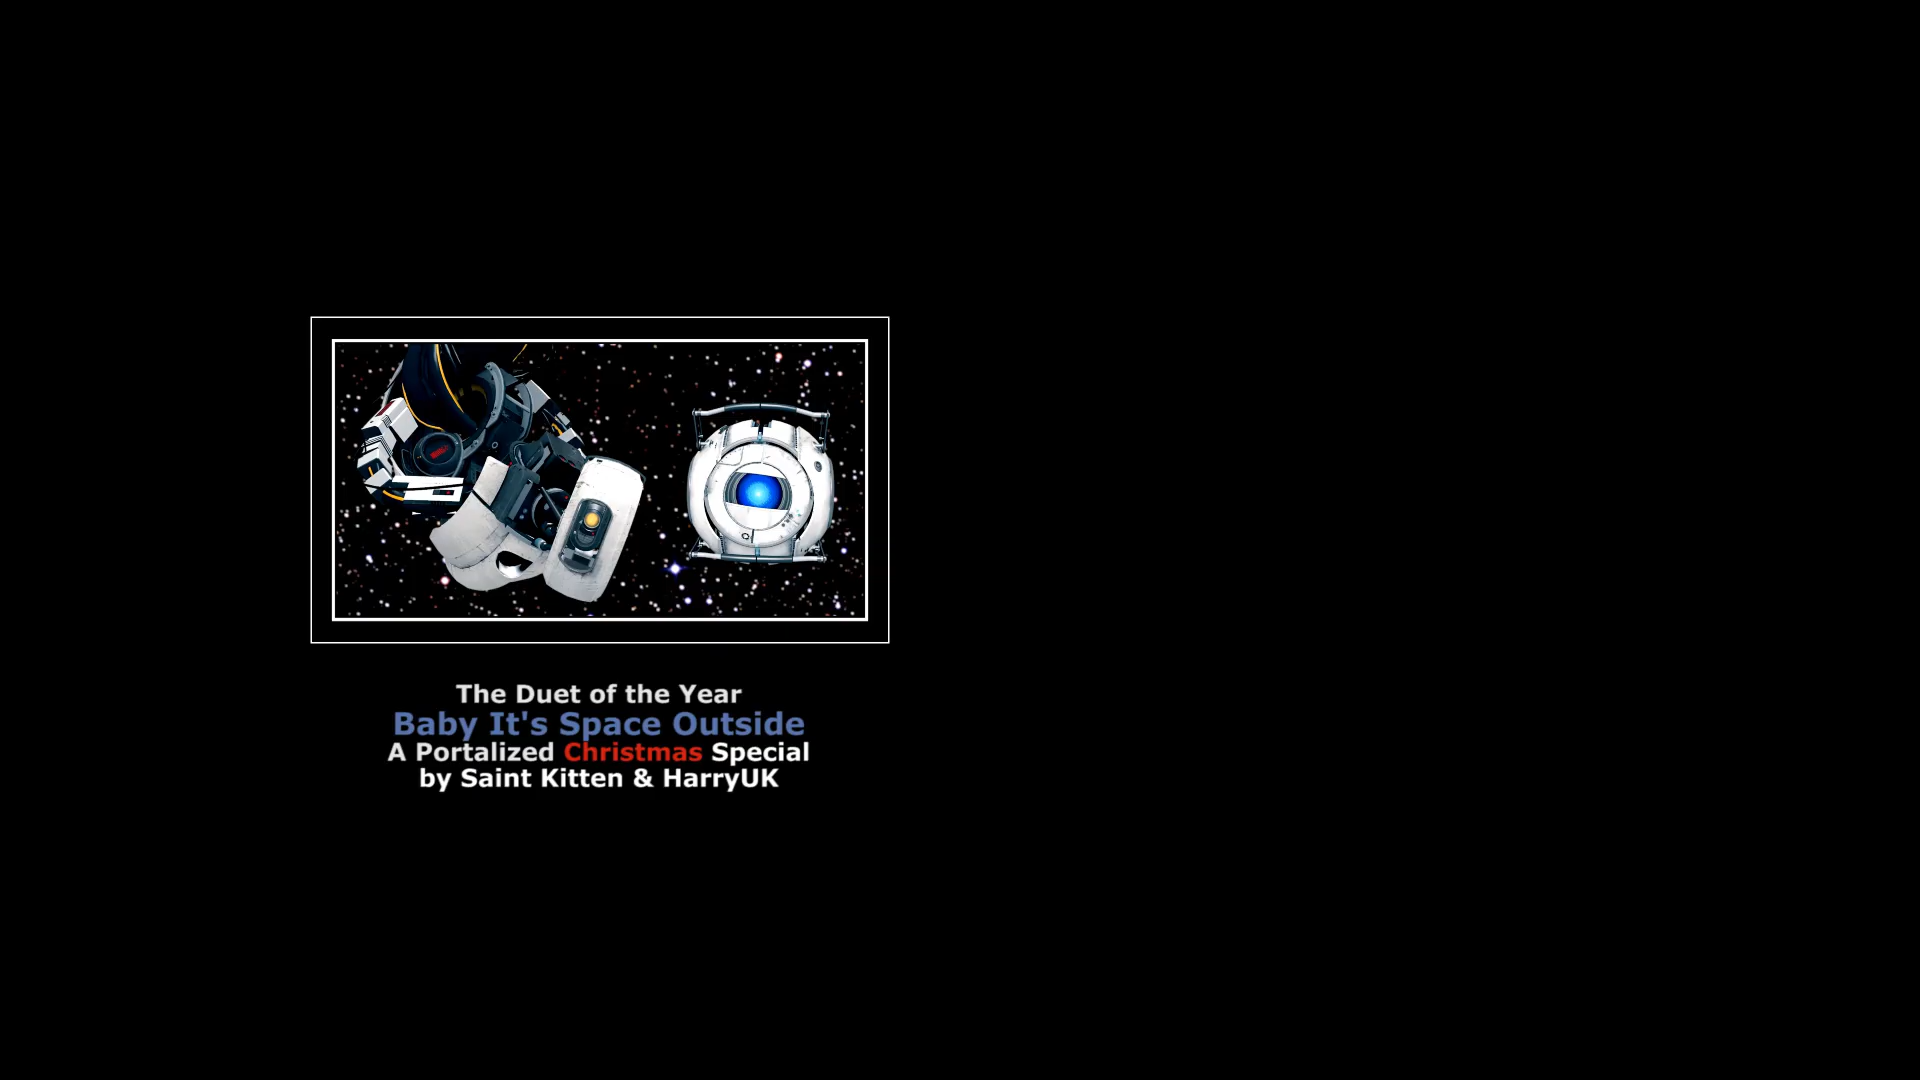 The Duet of the Year
Baby It's Space Outside
A Portalized Christmas Special
by Saint Kitten & HarryUK